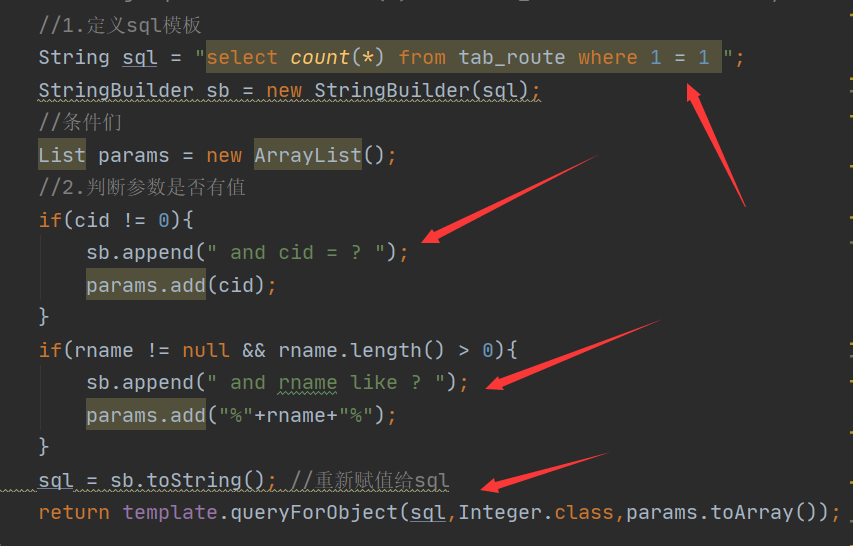 //1.定义sql模板
String sql = "select count(*) from tab_route where 1 = 1 ";
StringBuilder sb = new StringBuilder(sql);
//条件们
List params = new ArrayList();
//2.判断参数是否有值
if(cid != 0){
sb.append(" and cid = ? ");
params.add(cid);
}
if(rname != null && rname.length() > 0){
sb.append(" and rname like ? ");
params.add("%"+rname+"%");
}
sql = sb.toString(); //重新赋值给sql
return template.queryForObject(sql,Integer.class,params.toArray());